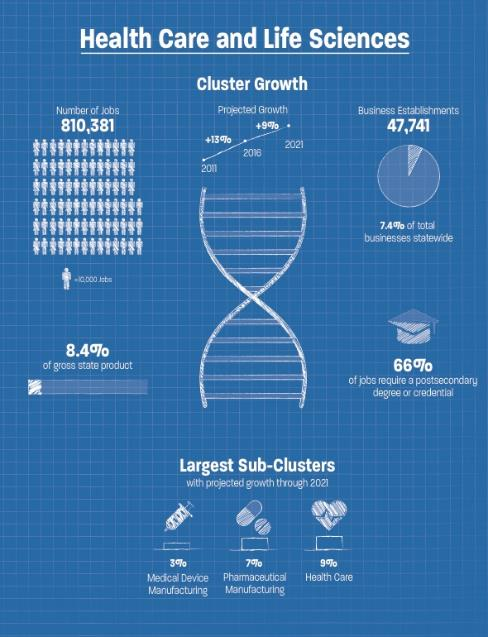 Health Care and Life Sciences
Cluster Growth
Number of Jobs
810,381
=10,000 Jobs
Projected Growth
+13%
+9%
2011
2016
2021
Business Establishments
47,741
7.4% of total
businesses statewide
8.4%
of gross state product
66%
of jobs require a postsecondary
degree or credential
Largest Sub-Clusters
with projected growth through 2021
3%
Medical Device
Manufacturing
7%
Pharmaceutical
Manufacturing
9%
Health Care